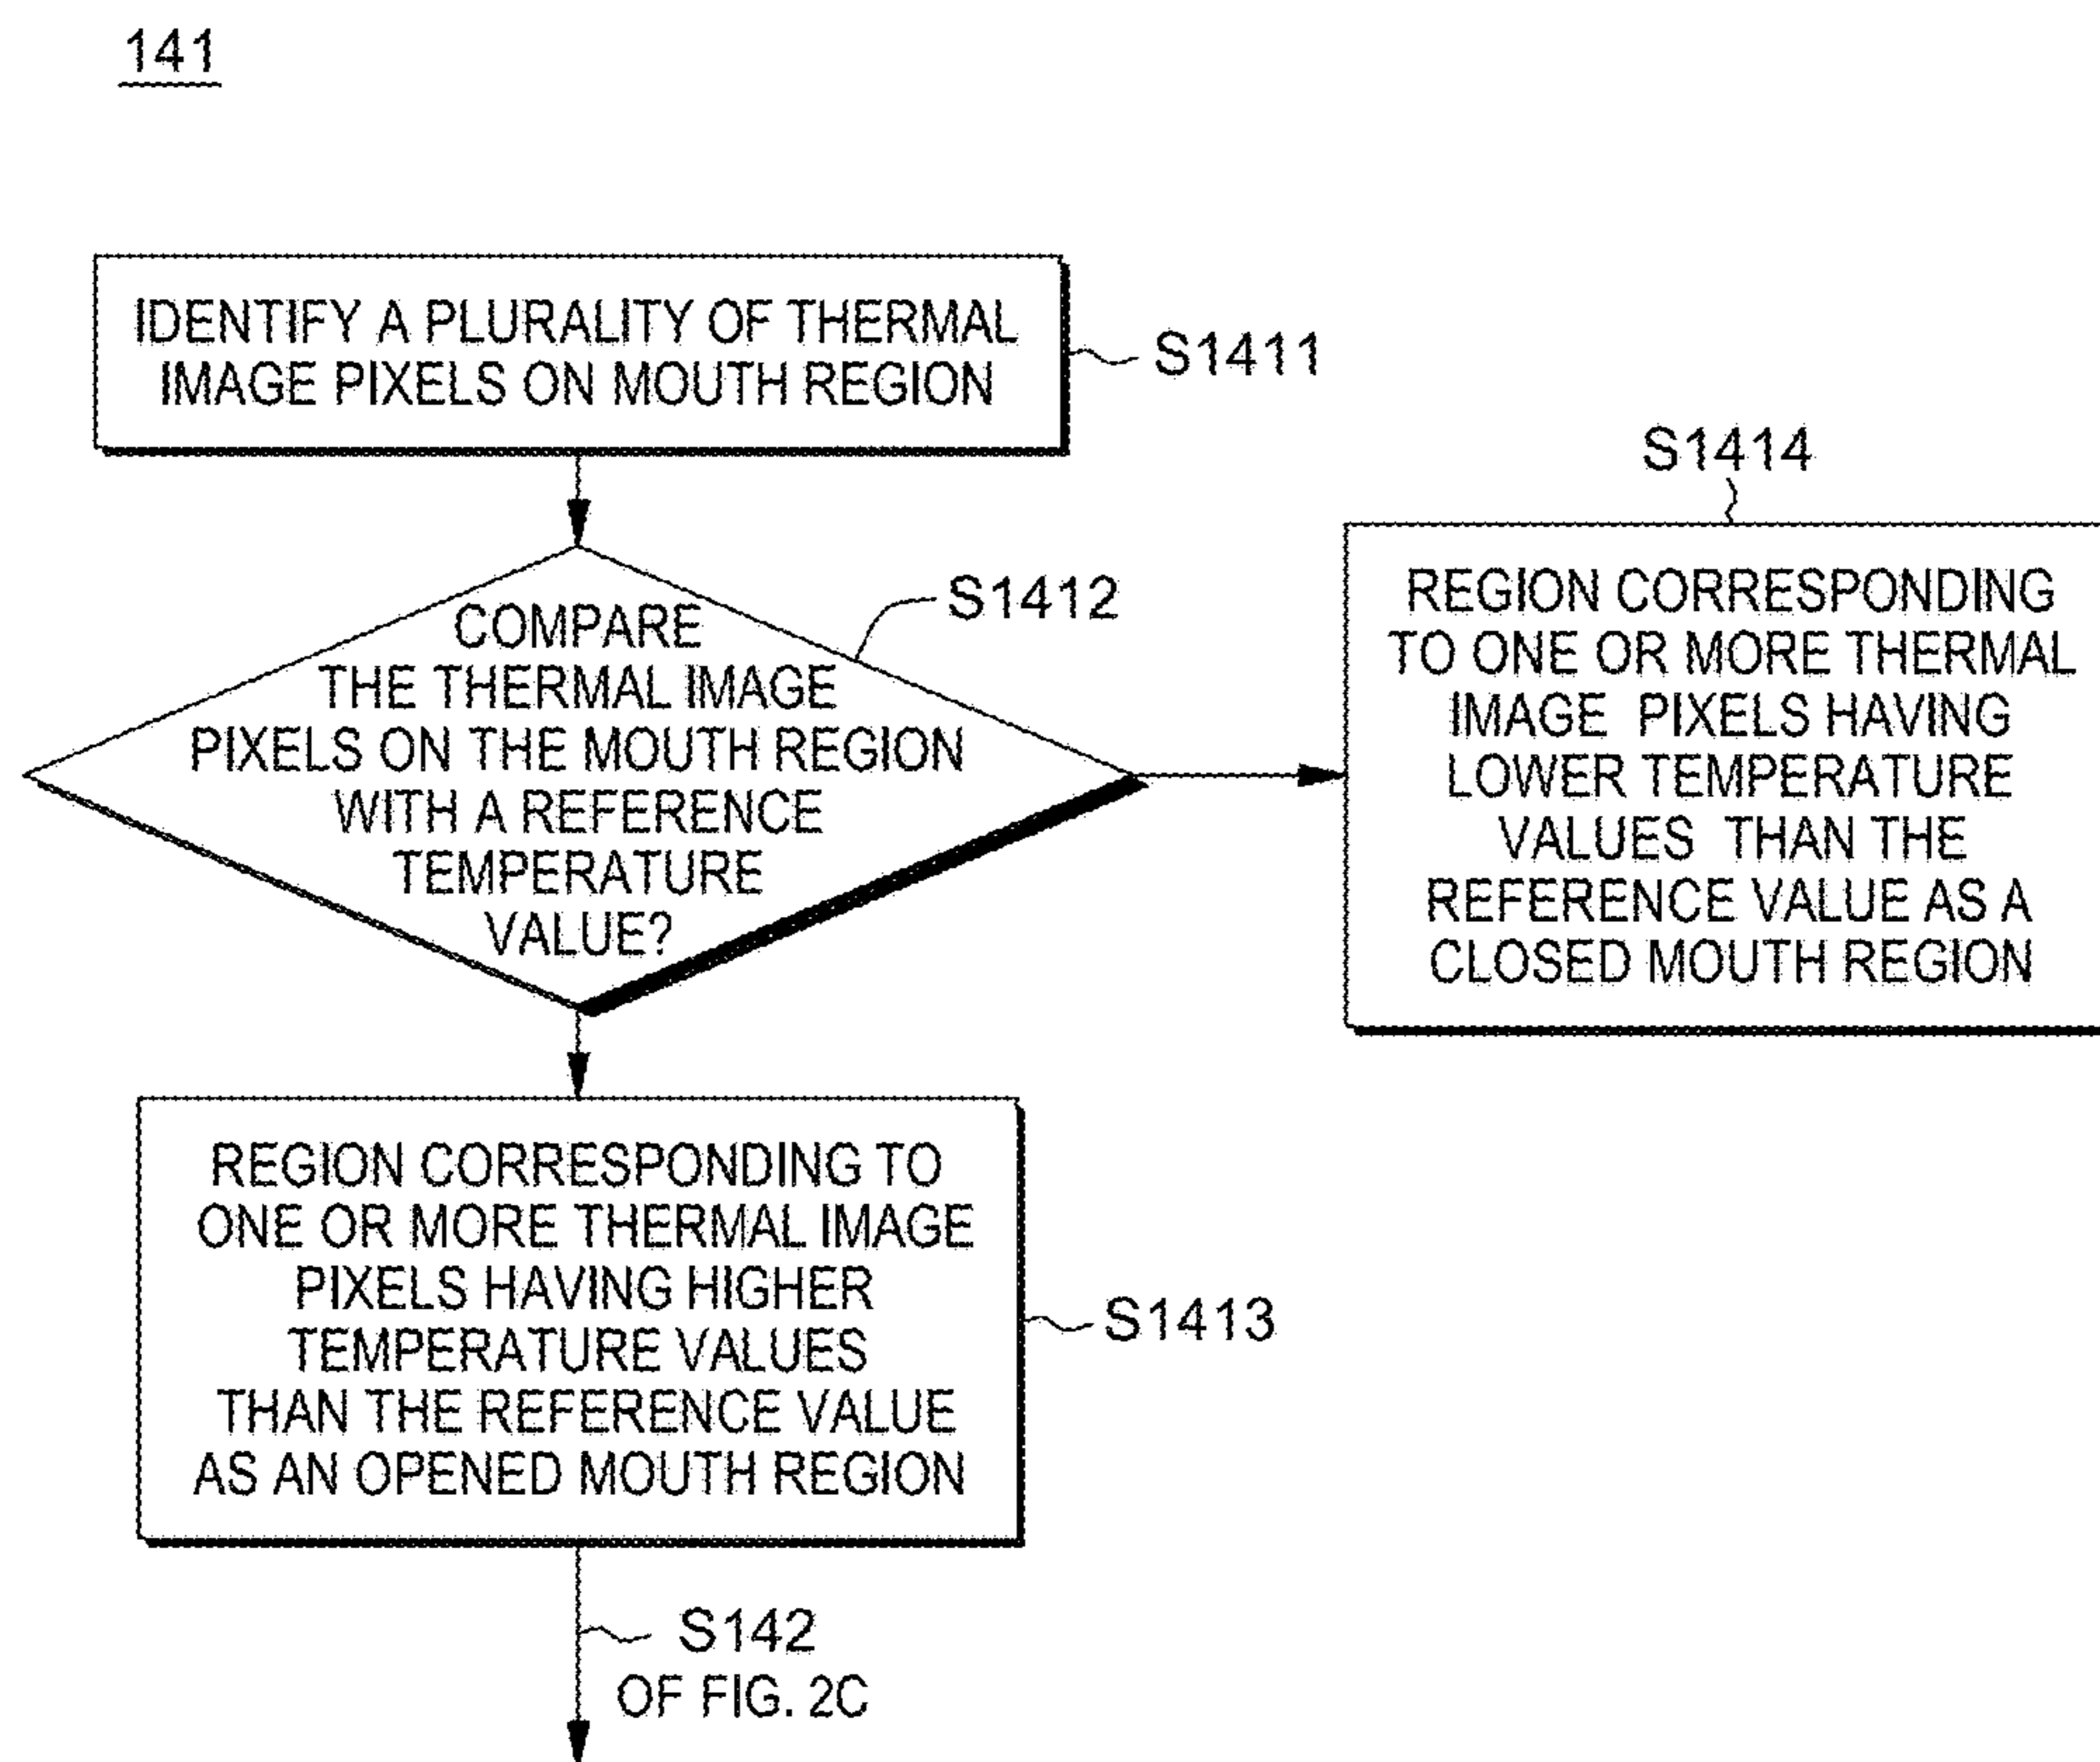 141
IDENTIFY A PLURALITY OF THERMAL
IMAGE PIXELS ON MOUTH REGION
S1411
S1412
COMPARE
THE THERMAL IMAGE
PIXELS ON THE MOUTH REGION
WITH A REFERENCE
TEMPERATURE
VALUE?
S1414
REGION CORRESPONDING
TO ONE OR MORE THERMAL
IMAGE PIXELS HAVING
LOWER TEMPERATURE
VALUES THAN THE
REFERENCE VALUE AS A
CLOSED MOUTH REGION
REGION CORRESPONDING TO
ONE OR MORE THERMAL IMAGE
PIXELS HAVING HIGHER
TEMPERATURE VALUES
THAN THE REFERENCE VALUE
AS AN OPENED MOUTH REGION
S1413
S142
OF FIG. 2C